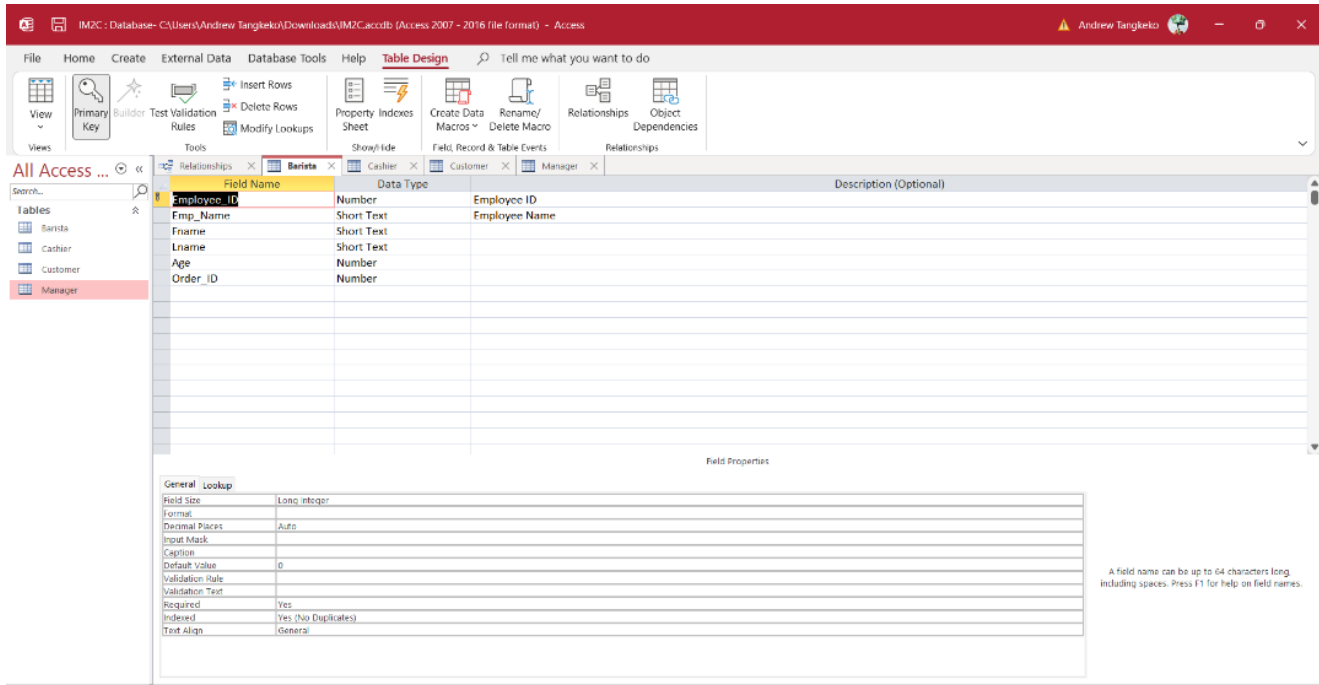 IM2C : Database- C:\Users\Andrew Tangkeko\Downloads\IM2C.accdb (Access 2007 - 2016 file format) - Access Andrew Tangkeko
File Home Create External Data Database Tools Help Table Design Tell me what you want to do
View
Primary Key
Builder
Test Validation Rules
Insert Rows
Delete Rows
Modify Lookups
Property Sheet
Indexes
Create Data Macros
Rename/ Delete Macro
Relationships
Object Dependencies
Views Tools Show/Hide Field, Record & Table Events Relationships
All Access ...
Search...
Tables
Barista
Cashier
Customer
Manager
Relationships Barista Cashier Customer Manager
Field Name Data Type Description (Optional)
Employee_ID Number Employee ID
Emp_Name Short Text Employee Name
Fname Short Text
Lname Short Text
Age Number
Order_ID Number
Field Properties
General Lookup
Field Size Long Integer
Format
Decimal Places Auto
Input Mask
Caption
Default Value 0
Validation Rule
Validation Text
Required Yes
Indexed Yes (No Duplicates)
Text Align General
A field name can be up to 64 characters long,
including spaces. Press F1 for help on field names.